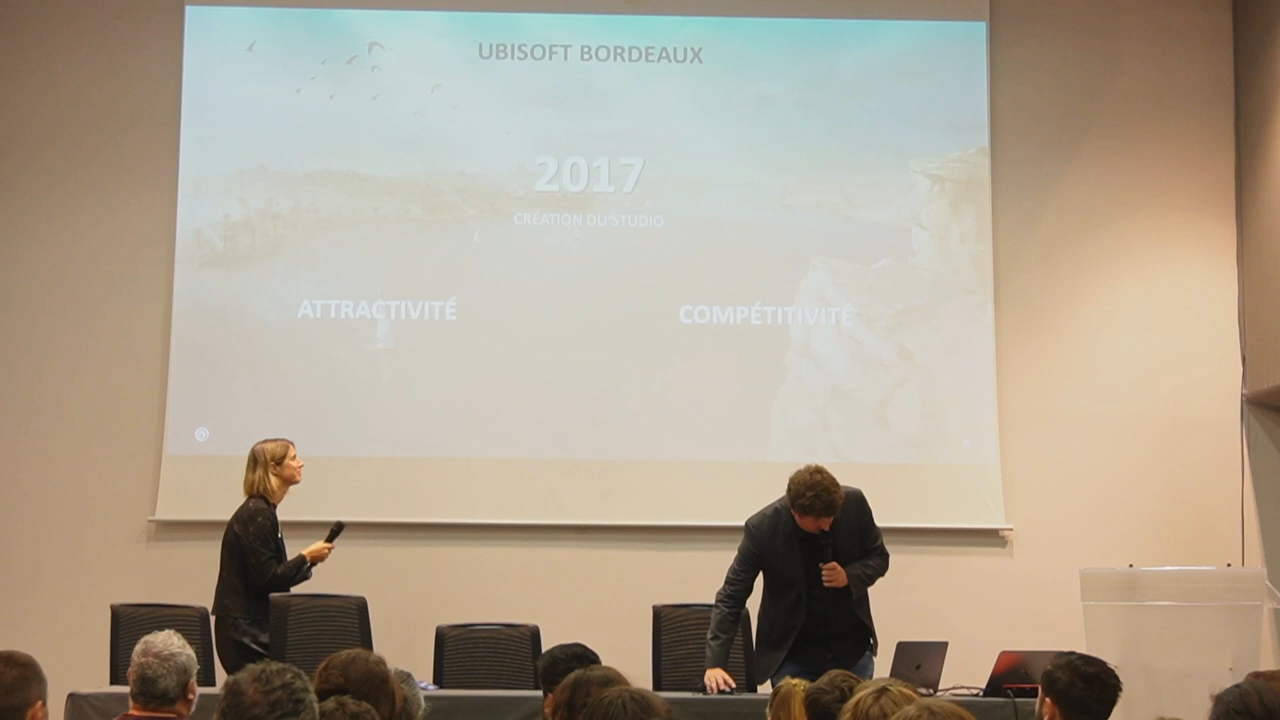 UBISOFT BORDEAUX
2017
CRÉATION DU STUDIO
ATTRACTIVITÉ
COMPÉTITIVITÉ